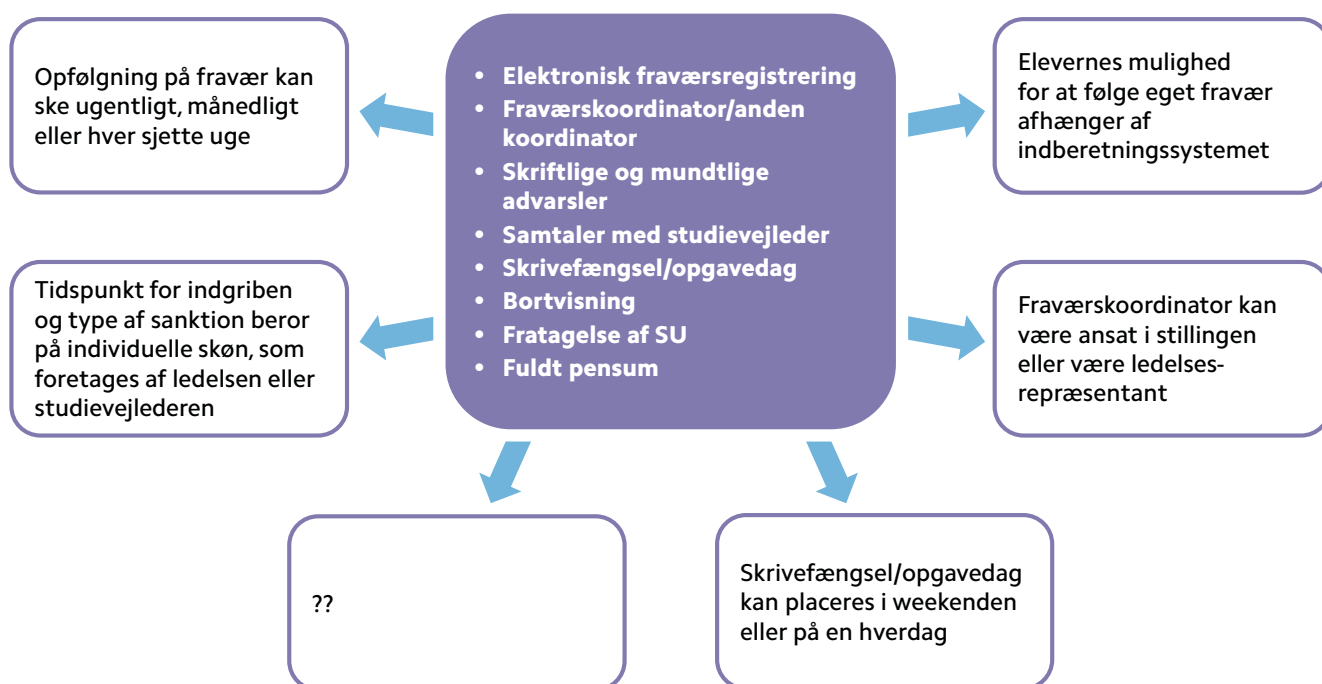 Opfølgning på fravær kan
ske ugentligt, månedligt
eller hver sjette uge
• Elektronisk fraværsregistrering
• Fraværskoordinator/anden
koordinator
• Skriftlige og mundtlige
advarsler
• Samtaler med studievejleder
• Skrivefængsel/opgavedag
• Bortvisning
• Fratagelse af SU
• Fuldt pensum
Elevernes mulighed
for at følge eget fravær
afhænger af
indberetningssystemet
Tidspunkt for indgriben
og type af sanktion beror
på individuelle skøn, som
foretages af ledelsen eller
studievejlederen
Fraværskoordinator kan
være ansat i stillingen
eller være ledelses-
repræsentant
??
Skrivefængsel/opgavedag
kan placeres i weekenden
eller på en hverdag